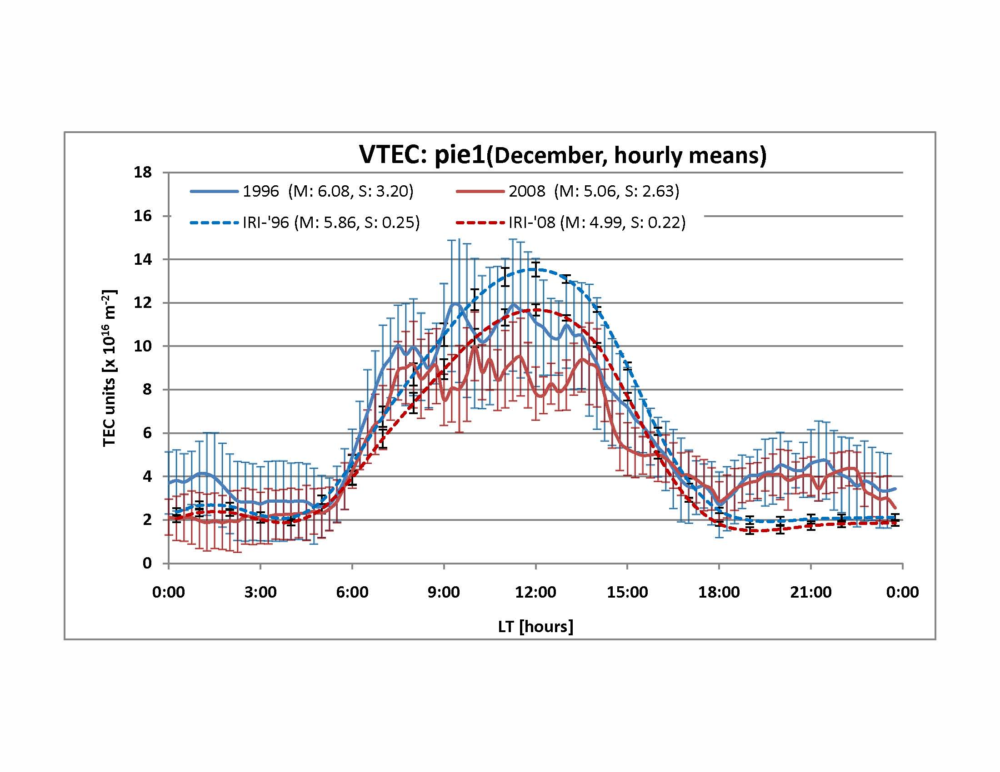 VTEC: pie1(December, hourly means)
18
1996 (M: 6.08, S: 3.20)
2008 (M: 5.06, S: 2.63)
16
IRI-'96 (M: 5.86, S: 0.25)
IRI-'08 (M: 4.99, S: 0.22)
14
12
10
8
6
4
2
0
TEC units [x 10¹⁶ m⁻²]
0:00 3:00 6:00 9:00 12:00 15:00 18:00 21:00 0:00
LT [hours]